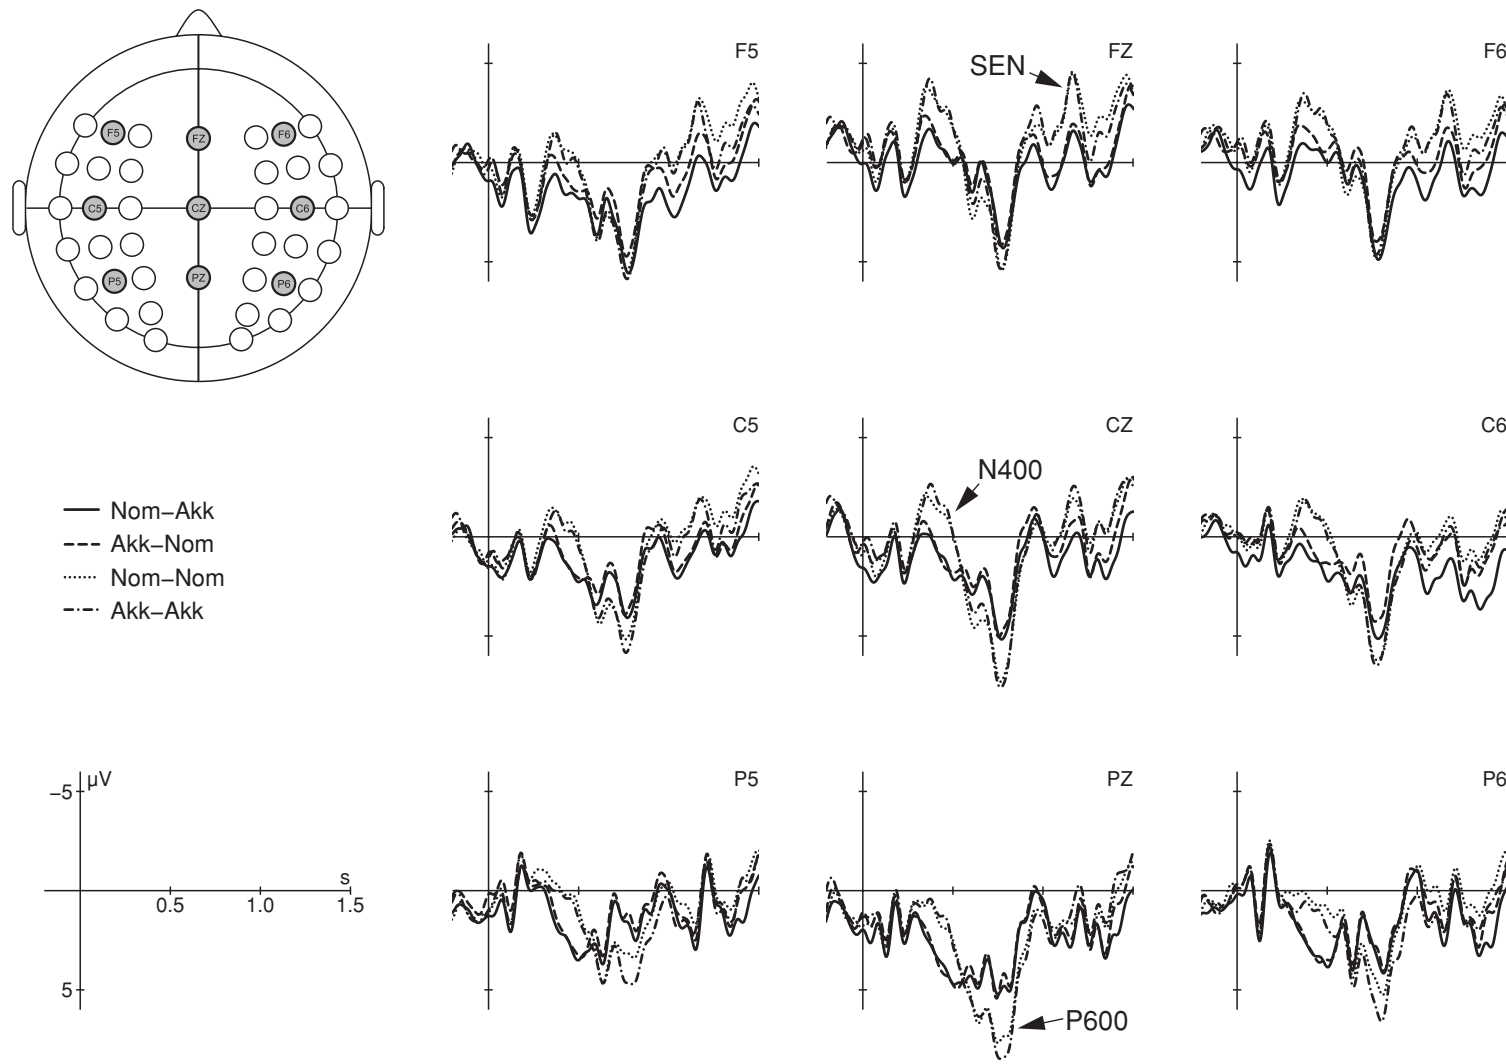 F5
FZ
F6
C5
CZ
C6
P5
PZ
P6
F5
FZ
F6
SEN
C5
CZ
C6
N400
Nom−Akk
Akk−Nom
Nom−Nom
Akk−Akk
P5
PZ
P6
P600
−5
µV
s
0.5 1.0 1.5
5